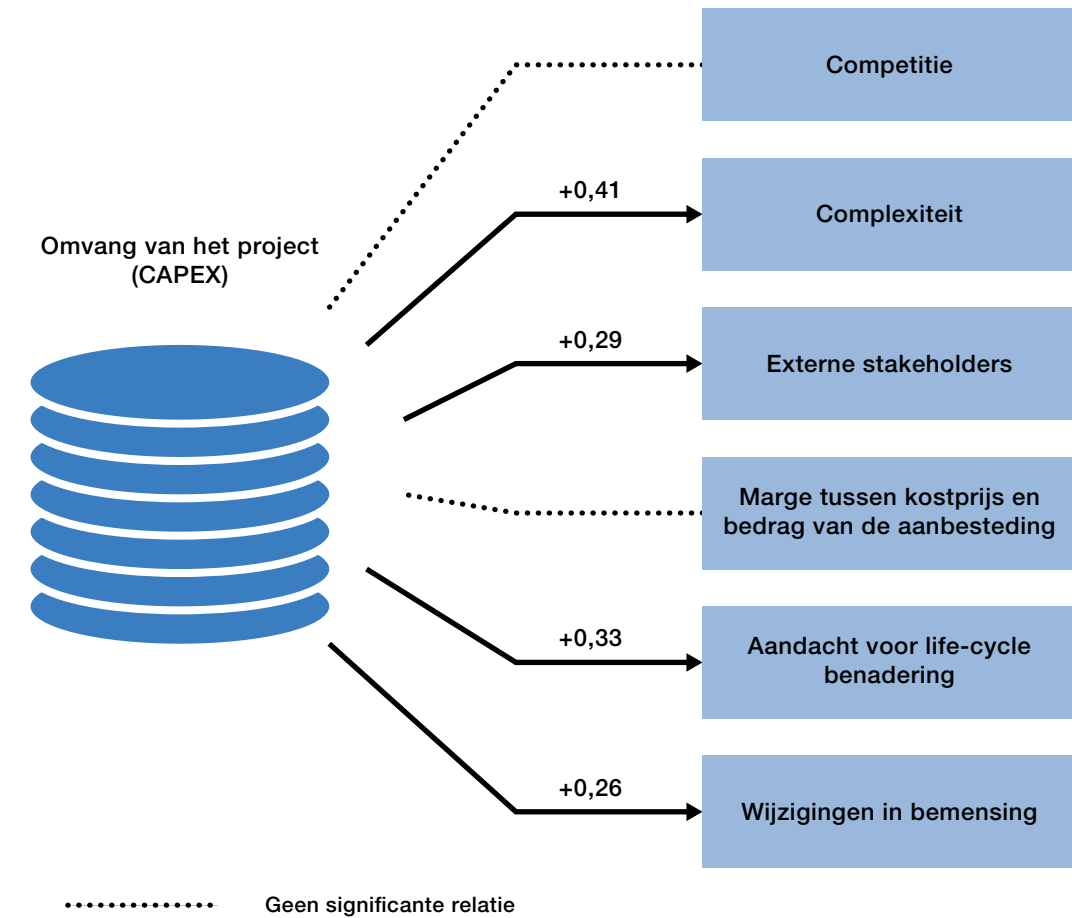 Competitie
+0,41
Complexiteit
Omvang van het project
(CAPEX)
+0,29
Externe stakeholders
Marge tussen kostprijs en
bedrag van de aanbesteding
+0,33
Aandacht voor life-cycle
benadering
+0,26
Wijzigingen in bemensing
Geen significante relatie